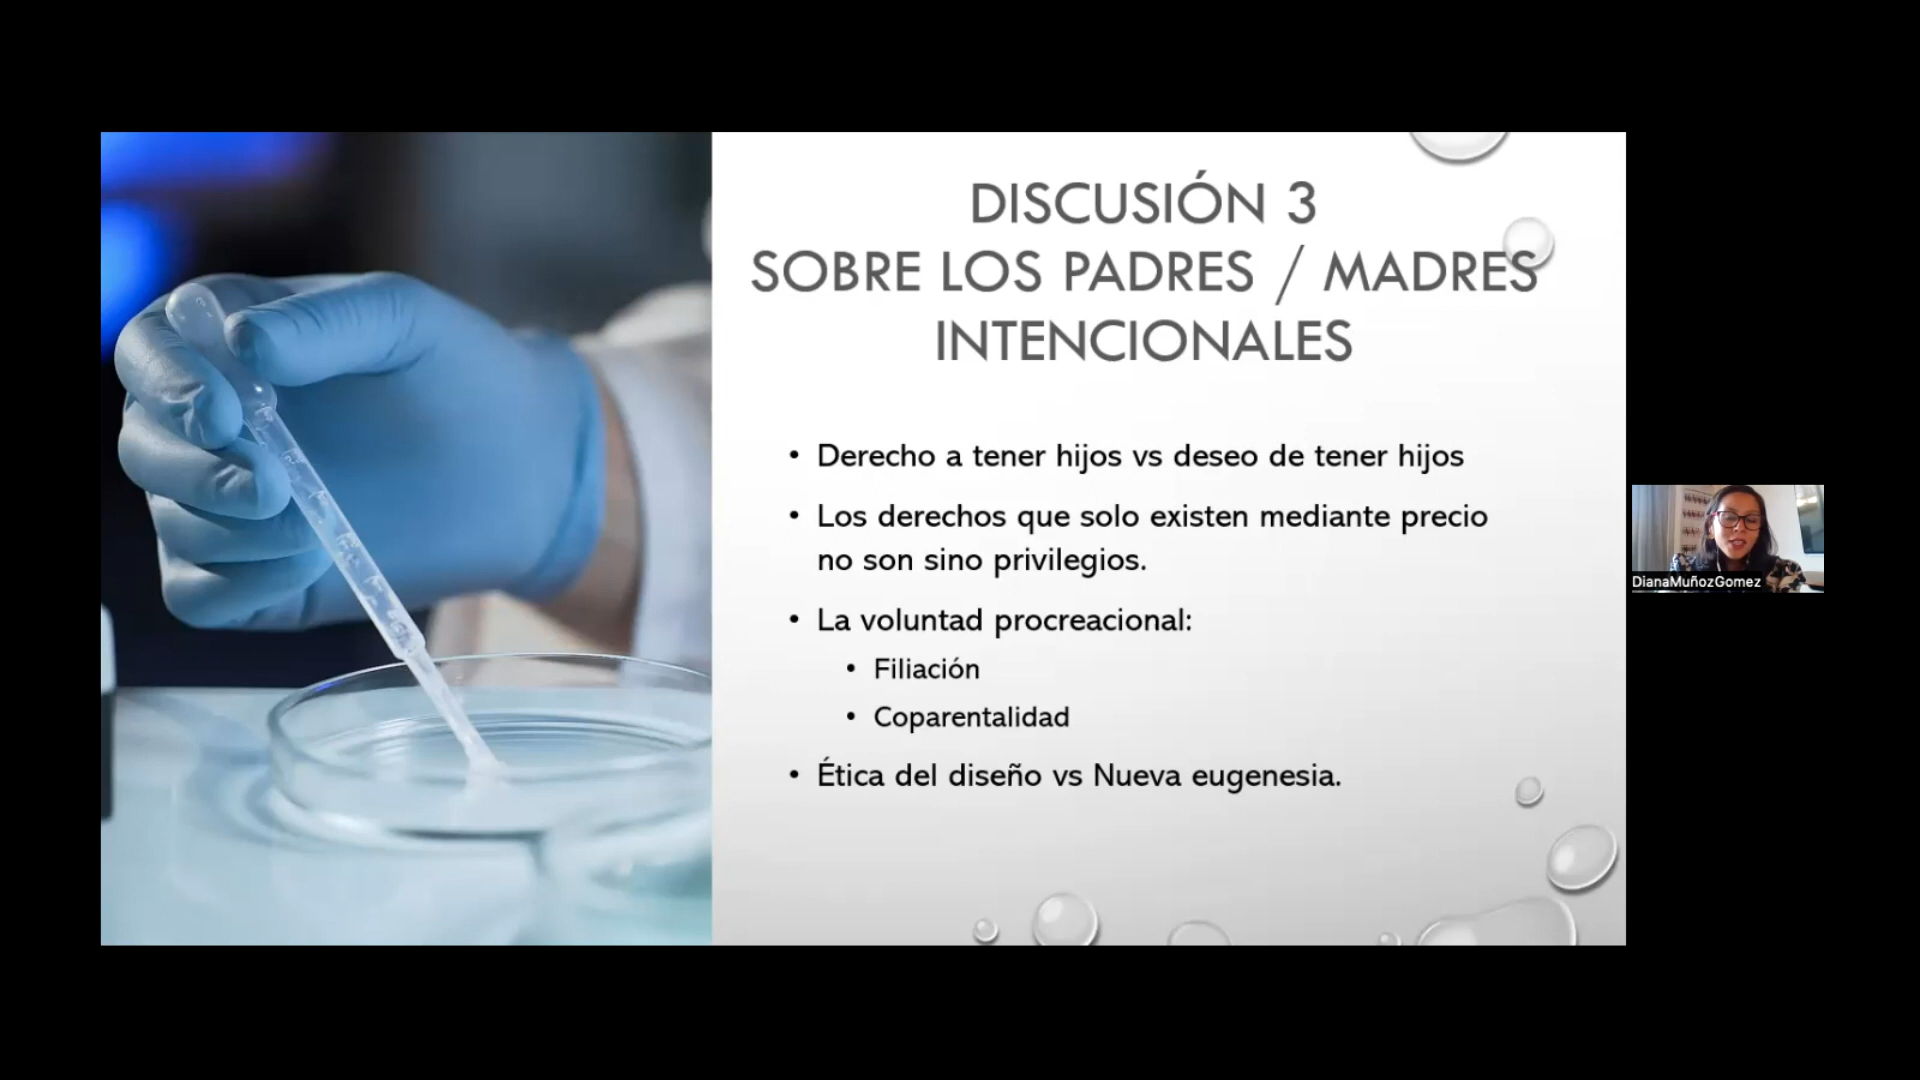 DISCUSIÓN 3
SOBRE LOS PADRES / MADRES
INTENCIONALES
• Derecho a tener hijos vs deseo de tener hijos
• Los derechos que solo existen mediante precio
no son sino privilegios.
• La voluntad procreacional:
• Filiación
• Coparentalidad
• Ética del diseño vs Nueva eugenesia.
DianaMuñozGomez